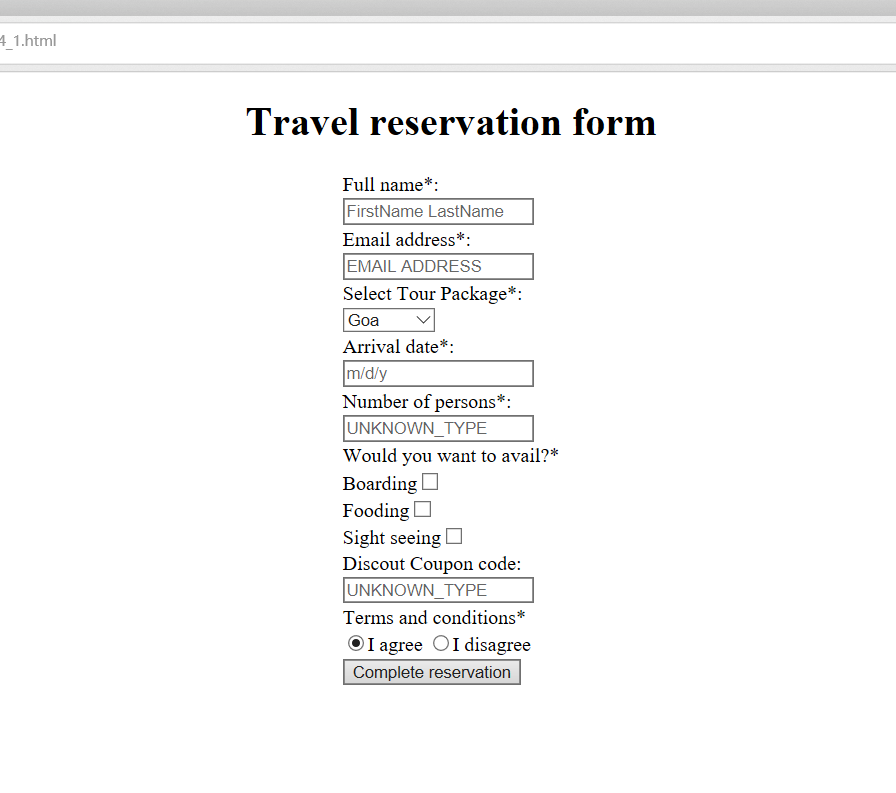 4_1.html
Travel reservation form
Full name*:
FirstName LastName
Email address*:
EMAIL ADDRESS
Select Tour Package*:
Goa
Arrival date*:
m/d/y
Number of persons*:
UNKNOWN_TYPE
Would you want to avail?*
Boarding
Fooding
Sight seeing
Discout Coupon code:
UNKNOWN_TYPE
Terms and conditions*
I agree I disagree
Complete reservation